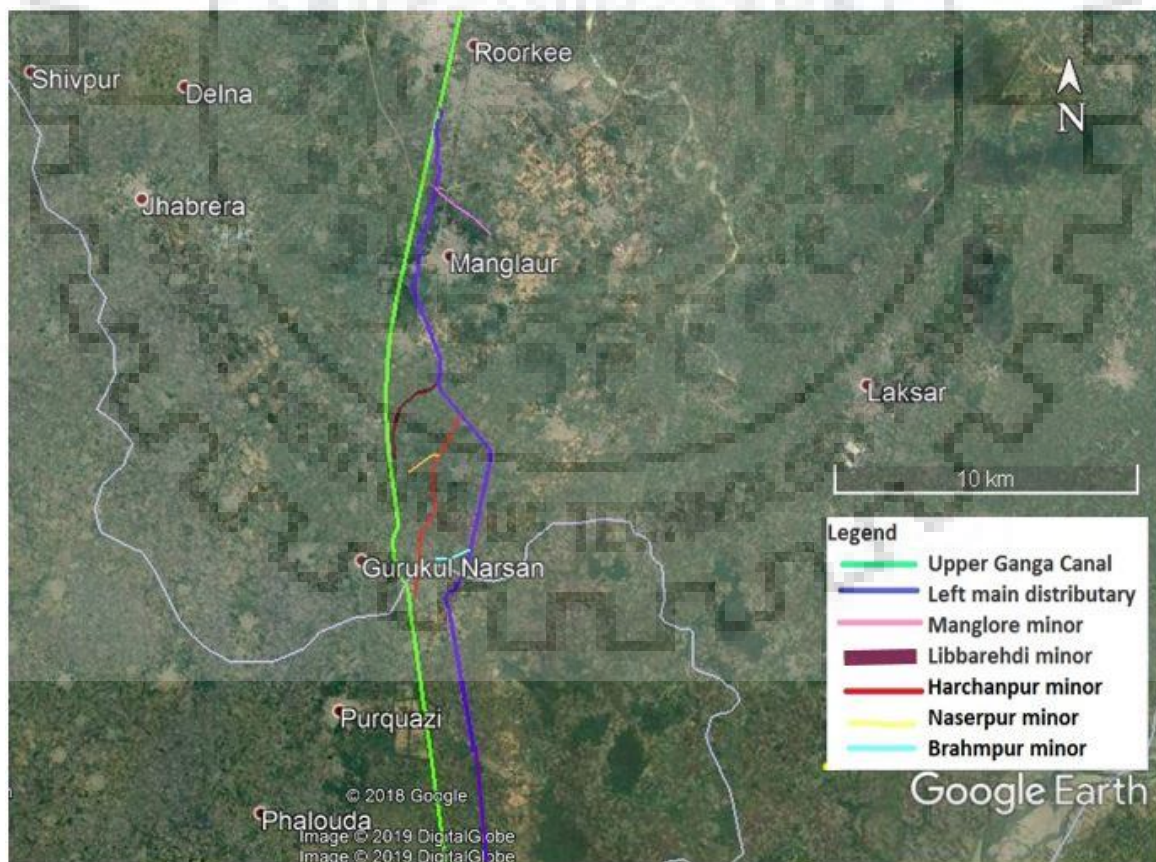 Roorkee
Shivpur
Delna
N
Jhabrera
Manglaur
Laksar
10 km
Gurukul Narsan
Legend
Upper Ganga Canal
Left main distributary
Manglore minor
Libbarehdi minor
Harchanpur minor
Naserpur minor
Brahmpur minor
Purquazi
© 2018 Google
Google Earth
Phalouda
Image © 2019 DigitalGlobe
Image © 2019 DigitalGlobe